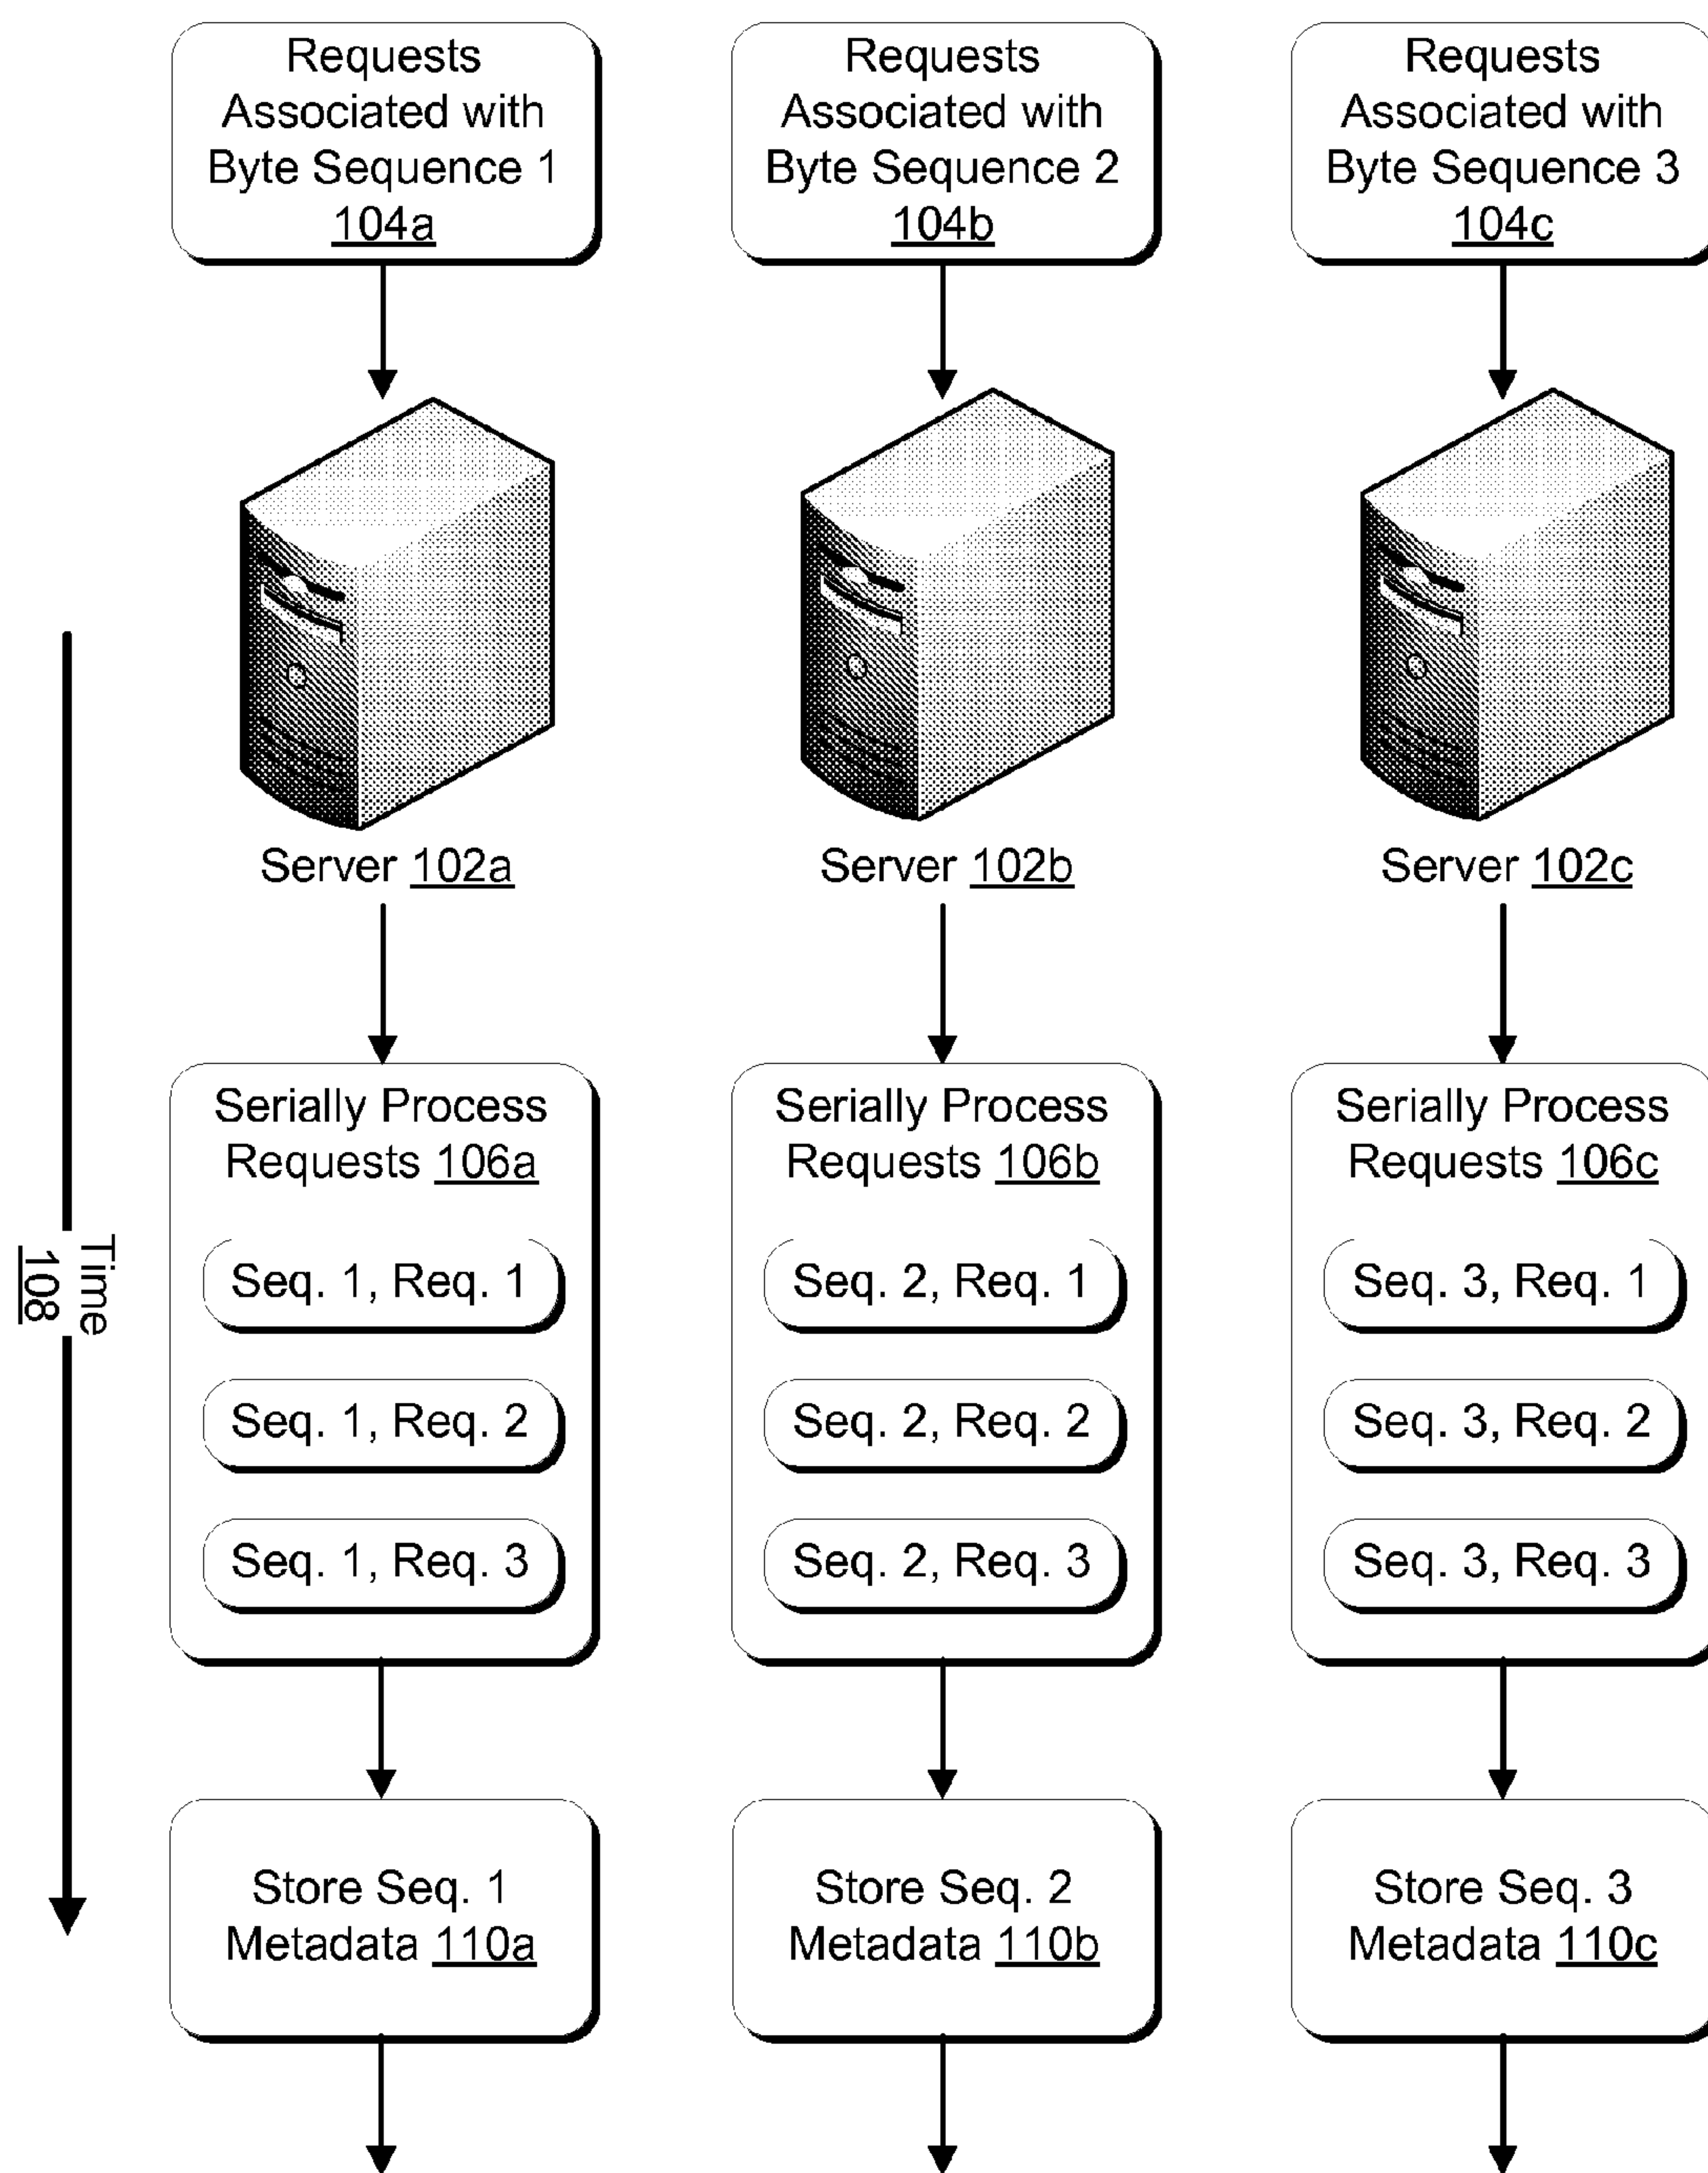 Requests
Associated with
Byte Sequence 1
104a
Requests
Associated with
Byte Sequence 2
104b
Requests
Associated with
Byte Sequence 3
104c
Server 102a
Server 102b
Server 102c
Time
108
Serially Process
Requests 106a
Seq. 1, Req. 1
Seq. 1, Req. 2
Seq. 1, Req. 3
Serially Process
Requests 106b
Seq. 2, Req. 1
Seq. 2, Req. 2
Seq. 2, Req. 3
Serially Process
Requests 106c
Seq. 3, Req. 1
Seq. 3, Req. 2
Seq. 3, Req. 3
Store Seq. 1
Metadata 110a
Store Seq. 2
Metadata 110b
Store Seq. 3
Metadata 110c